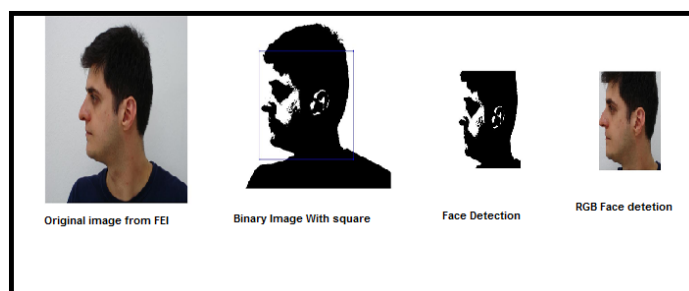 Original image from FEI
Binary Image With square
Face Detection
RGB Face detetion